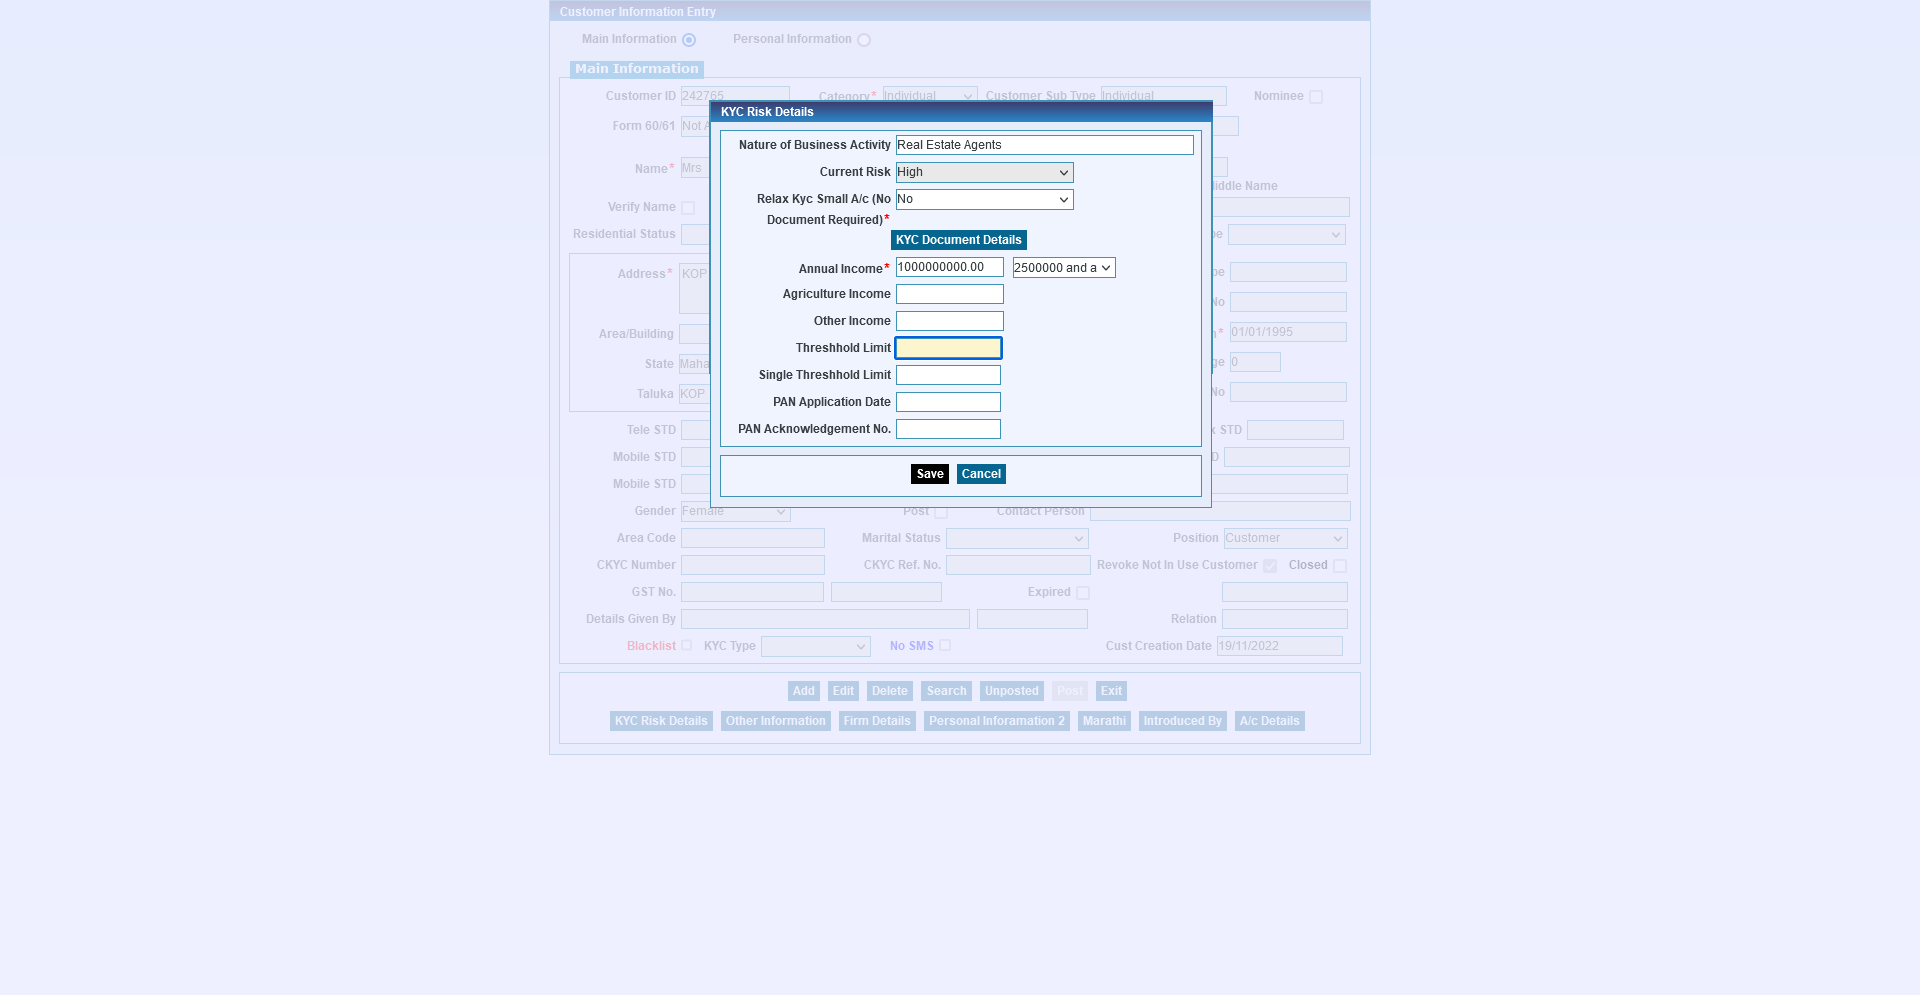 Customer Information Entry
Main Information Personal Information
Main Information
Customer ID 242765 Category* Individual Customer Sub Type Individual Nominee
KYC Risk Details
Form 60/61 Not
Nature of Business Activity Real Estate Agents
Name* Mrs
Current Risk High
Middle Name
Verify Name
Relax Kyc Small A/c (No Document Required)* No
Residential Status
KYC Document Details
Address* KOP
Annual Income* 1000000000.00 2500000 and a
Agriculture Income
No
Other Income
Area/Building
01/01/1995
Threshhold Limit
State Maha
0
Single Threshhold Limit
Taluka KOP
No
PAN Application Date
PAN Acknowledgement No.
Tele STD
STD
Mobile STD
Save Cancel
Mobile STD
Gender Female Post Contact Person
Area Code Marital Status Position Customer
CKYC Number CKYC Ref. No. Revoke Not In Use Customer Closed
GST No. Expired
Details Given By Relation
Blacklist KYC Type No SMS Cust Creation Date 19/11/2022
Add Edit Delete Search Unposted Post Exit
KYC Risk Details Other Information Firm Details Personal Inforamation 2 Marathi Introduced By A/c Details